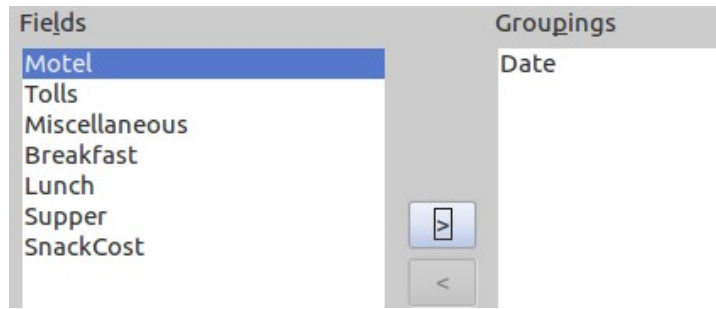 Fields
Groupings
Motel
Tolls
Miscellaneous
Breakfast
Lunch
Supper
SnackCost
Date
>
<